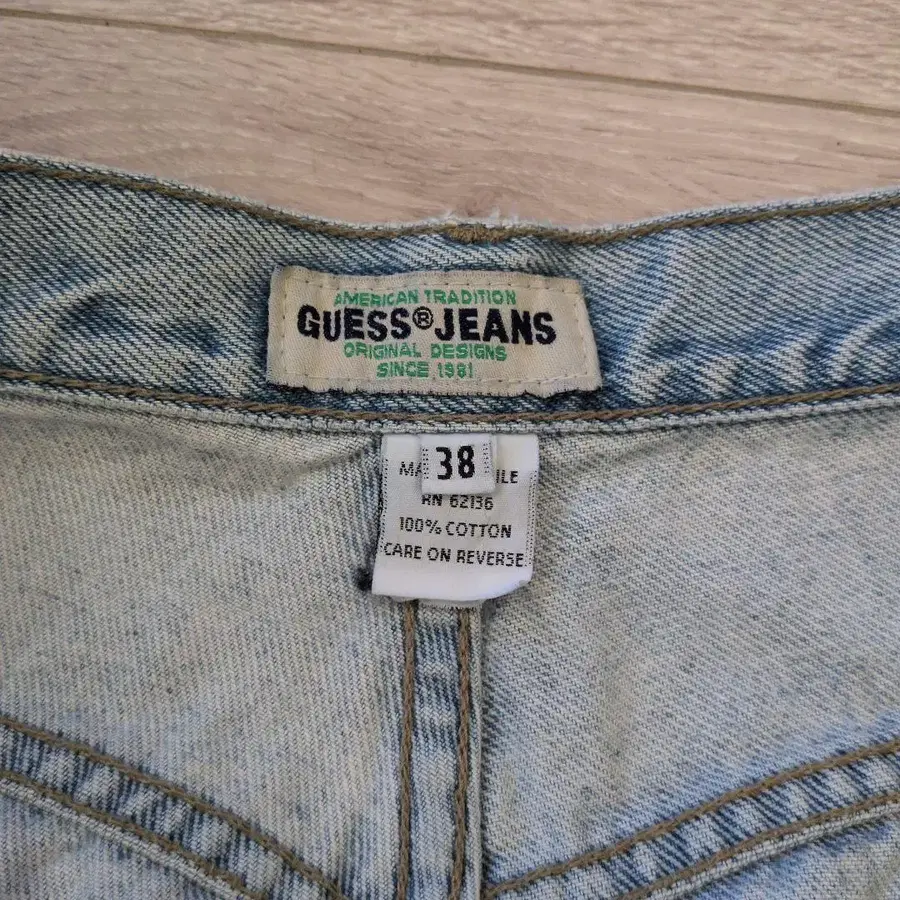 AMERICAN TRADITION
GUESS® JEANS
ORIGINAL DESIGNS
SINCE 1981
38
RN 62136
100% COTTON
CARE ON REVERSE